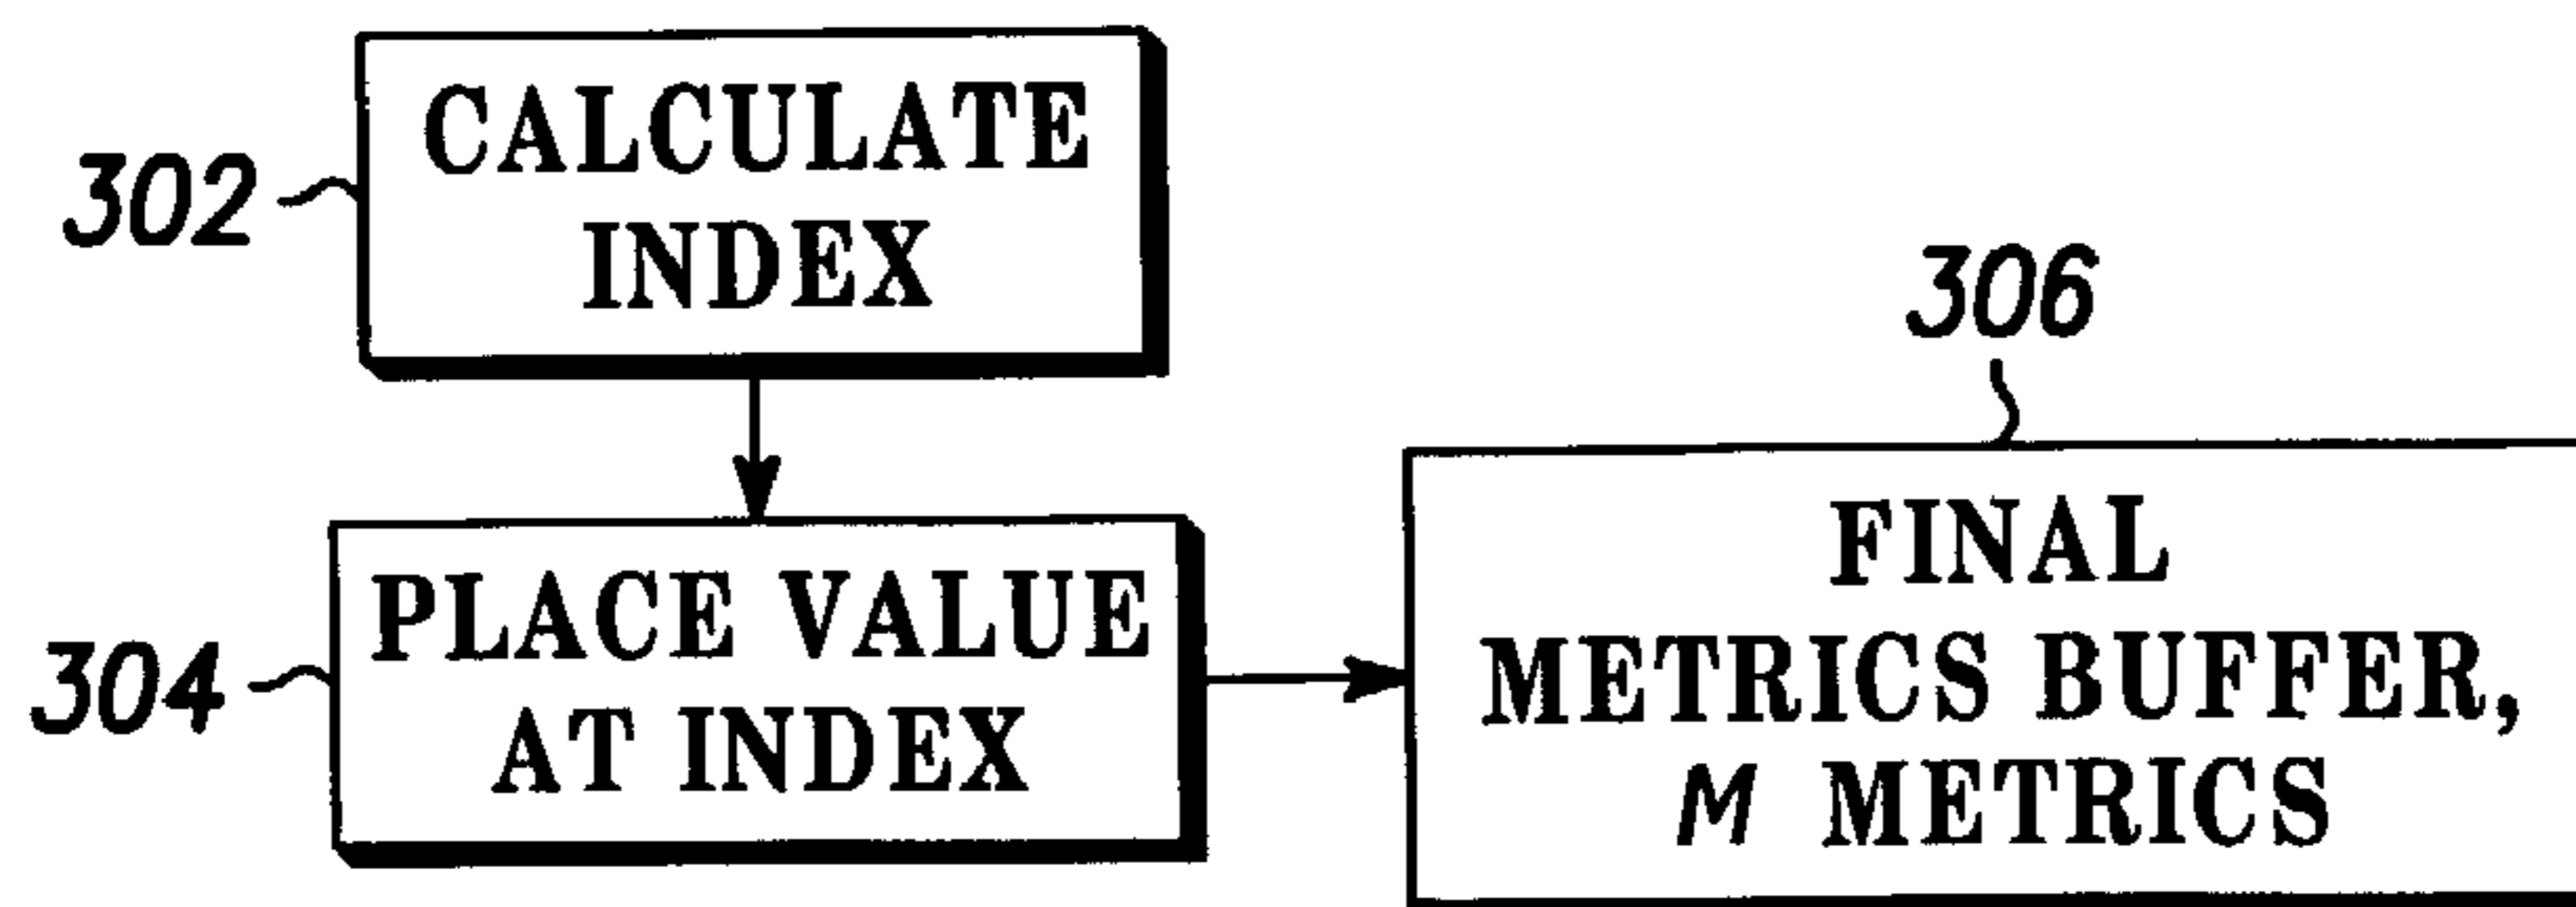 CALCULATE
INDEX
302
306
PLACE VALUE
AT INDEX
304
FINAL
METRICS BUFFER,
M METRICS